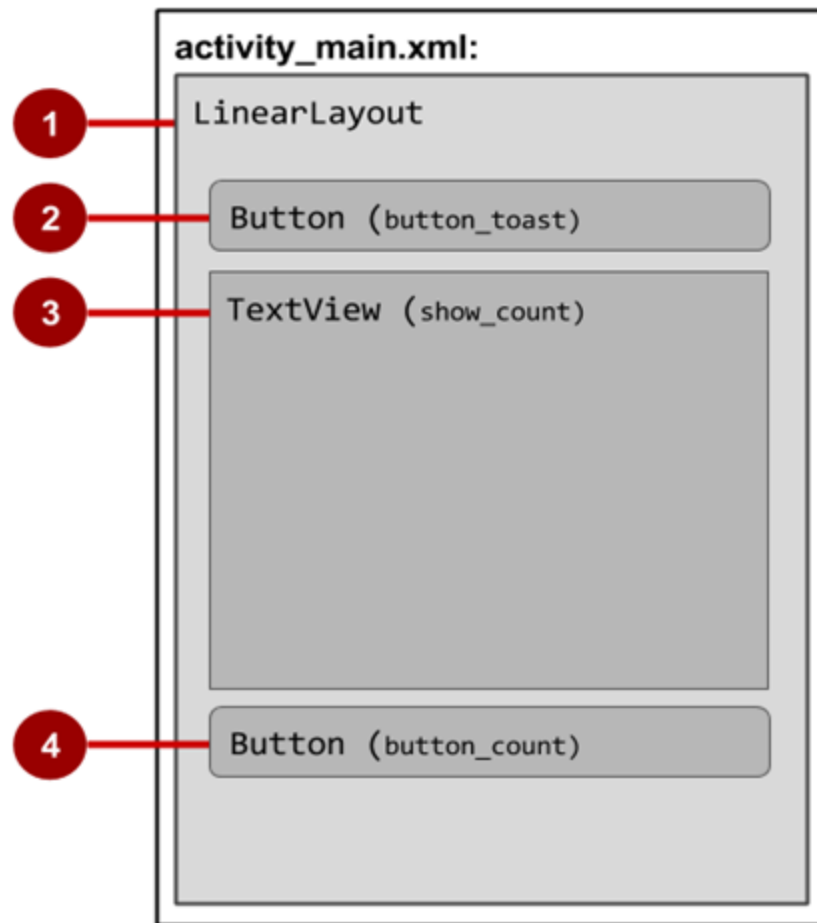 activity_main.xml:
1
LinearLayout
2
Button (button_toast)
3
TextView (show_count)
4
Button (button_count)